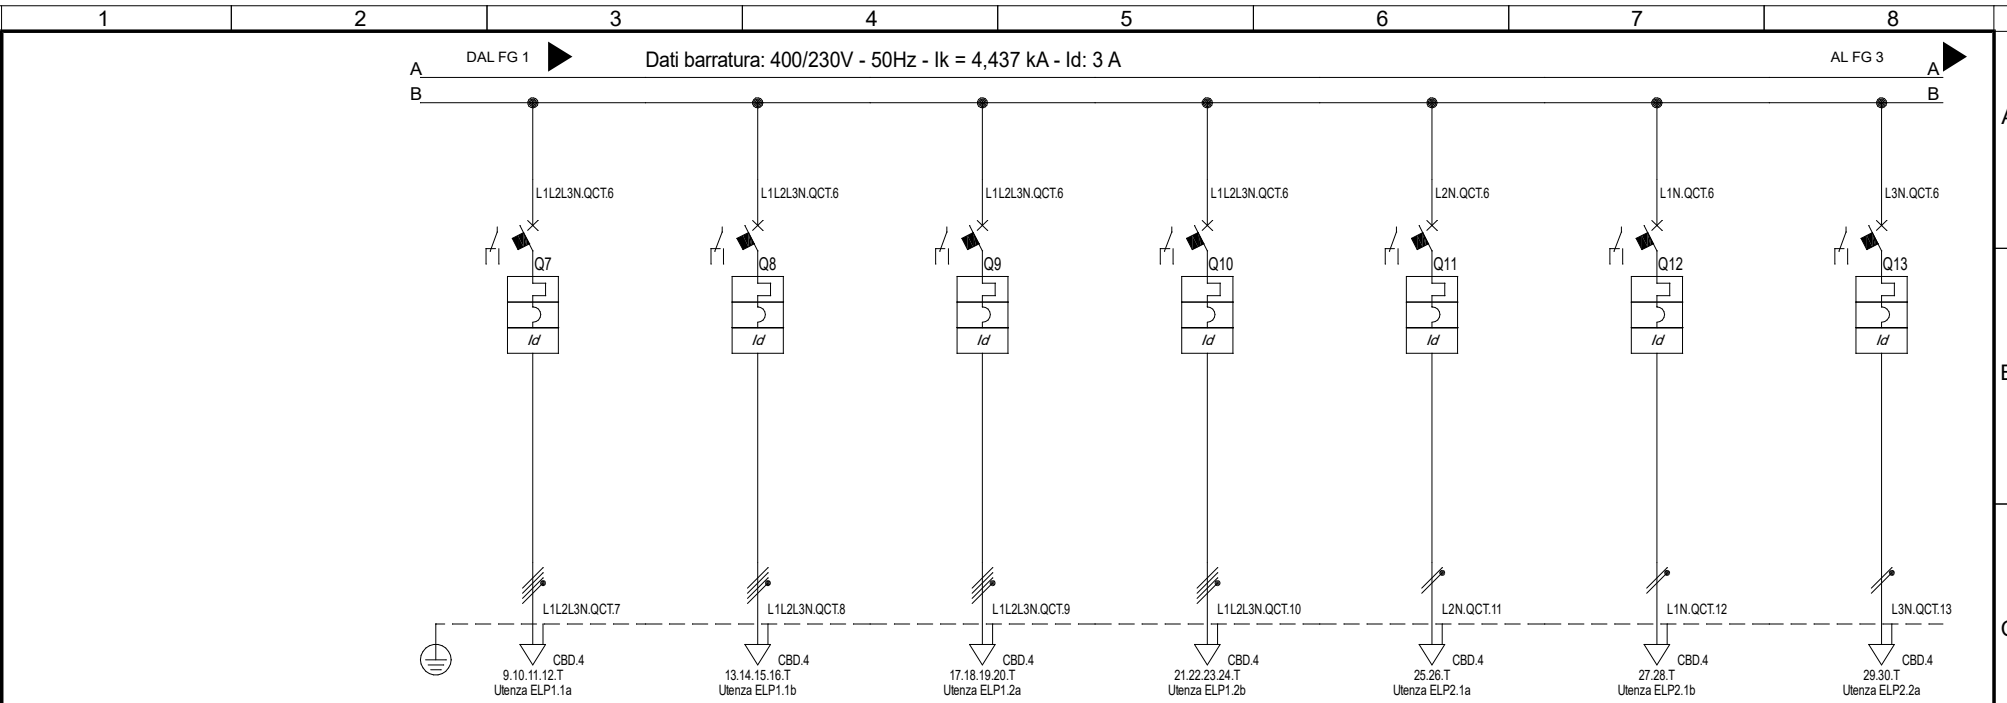 1 2 3 4 5 6 7 8
DAL FG 1 Dati barratura: 400/230V - 50Hz - Ik = 4,437 kA - Id: 3 A AL FG 3
A A
B B
A
L1L2L3N.QCT.6 L1L2L3N.QCT.6 L1L2L3N.QCT.6 L1L2L3N.QCT.6 L2N.QCT.6 L1N.QCT.6 L3N.QCT.6
Q7 Q8 Q9 Q10 Q11 Q12 Q13
Id Id Id Id Id Id Id
L1L2L3N.QCT.7 L1L2L3N.QCT.8 L1L2L3N.QCT.9 L1L2L3N.QCT.10 L2N.QCT.11 L1N.QCT.12 L3N.QCT.13
CBD.4 CBD.4 CBD.4 CBD.4 CBD.4 CBD.4 CBD.4
9.10.11.12.T 13.14.15.16.T 17.18.19.20.T 21.22.23.24.T 25.26.T 27.28.T 29.30.T
Utenza ELP1.1a Utenza ELP1.1b Utenza ELP1.2a Utenza ELP1.2b Utenza ELP2.1a Utenza ELP2.1b Utenza ELP2.2a